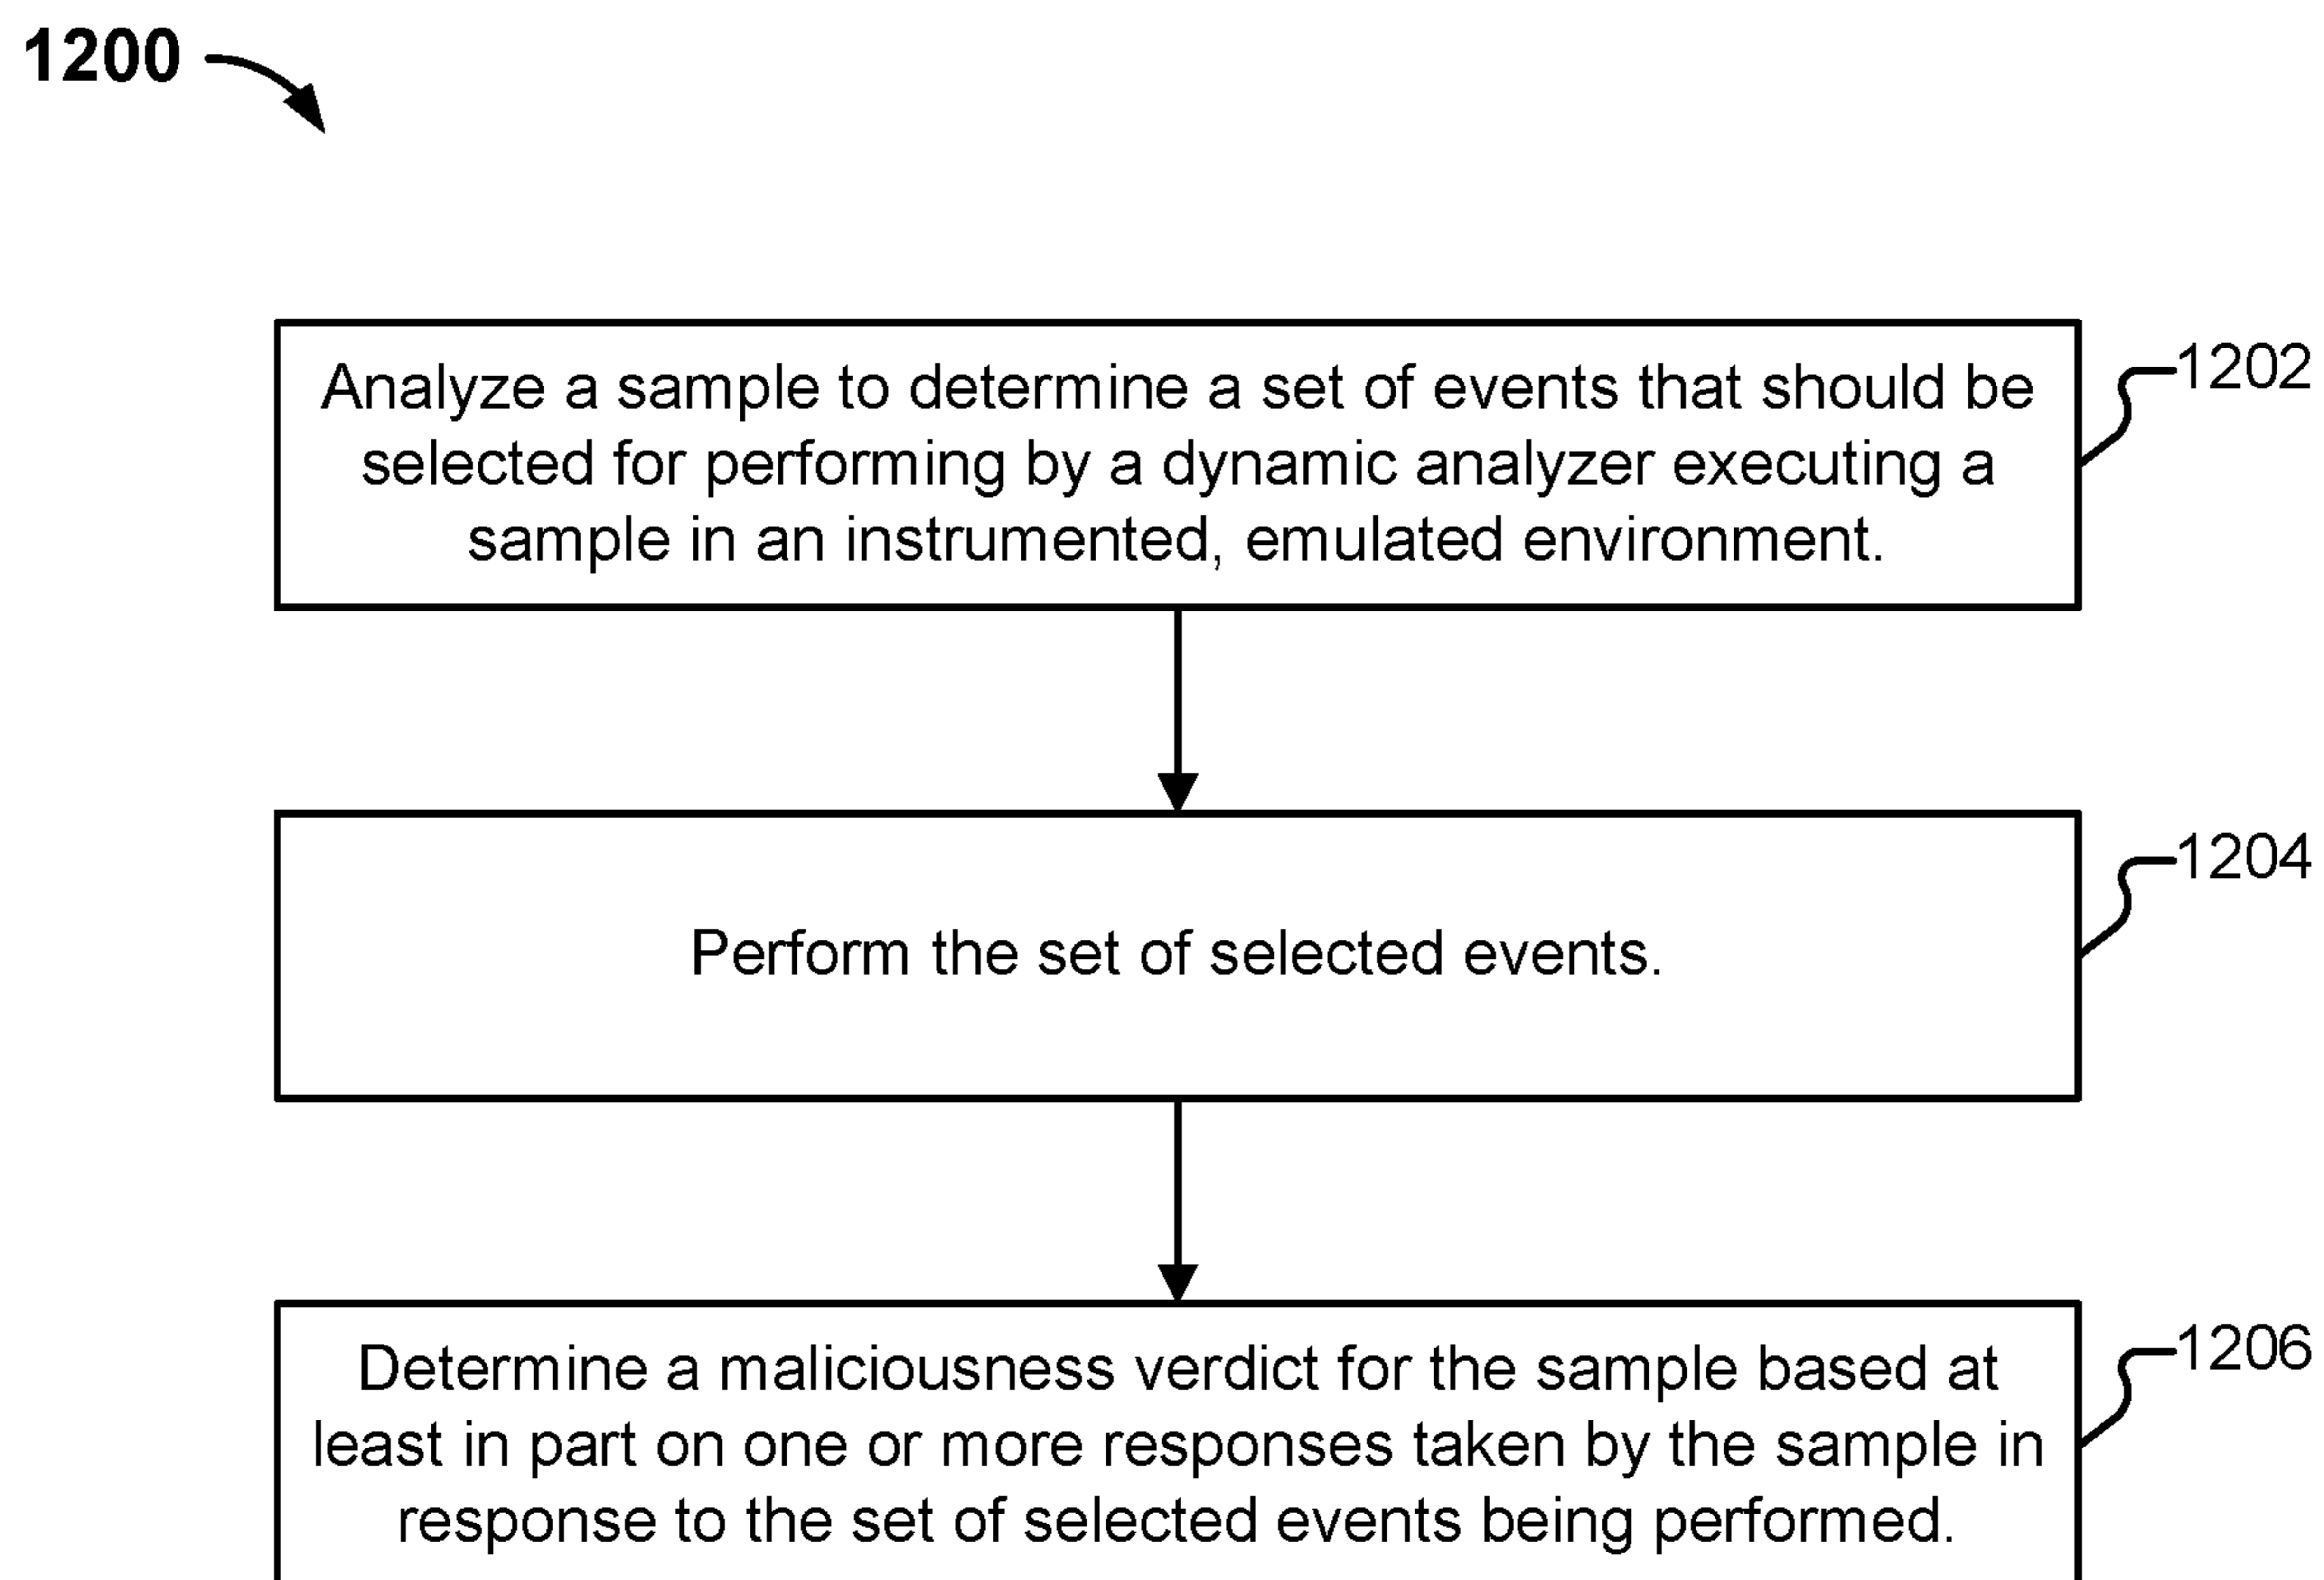 1200
Analyze a sample to determine a set of events that should be
selected for performing by a dynamic analyzer executing a
sample in an instrumented, emulated environment.
1202
Perform the set of selected events.
1204
Determine a maliciousness verdict for the sample based at
least in part on one or more responses taken by the sample in
response to the set of selected events being performed.
1206